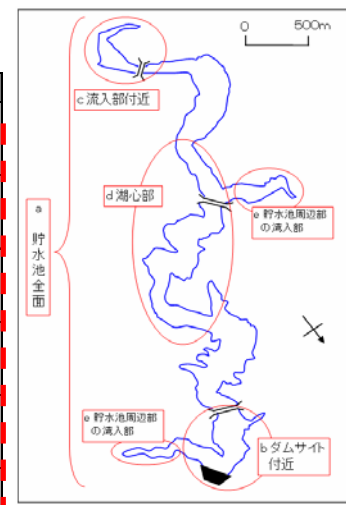 0 500m
c 流入部付近
d 湖心部
e 貯水池周辺部
の湾入部
a
貯水池全面
e 貯水池周辺部
の湾入部
b ダムサイト
付近